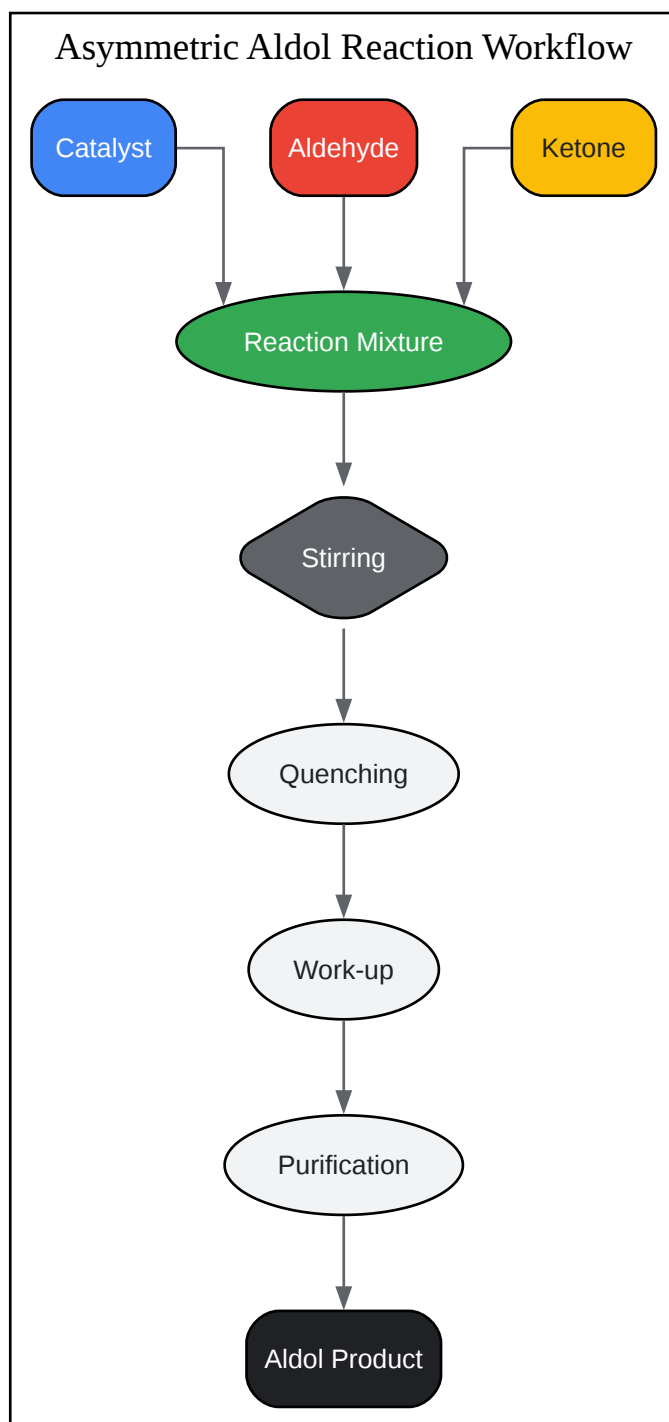 Asymmetric Aldol Reaction Workflow
Catalyst
Aldehyde
Ketone
Reaction Mixture
Stirring
Quenching
Work-up
Purification
Aldol Product